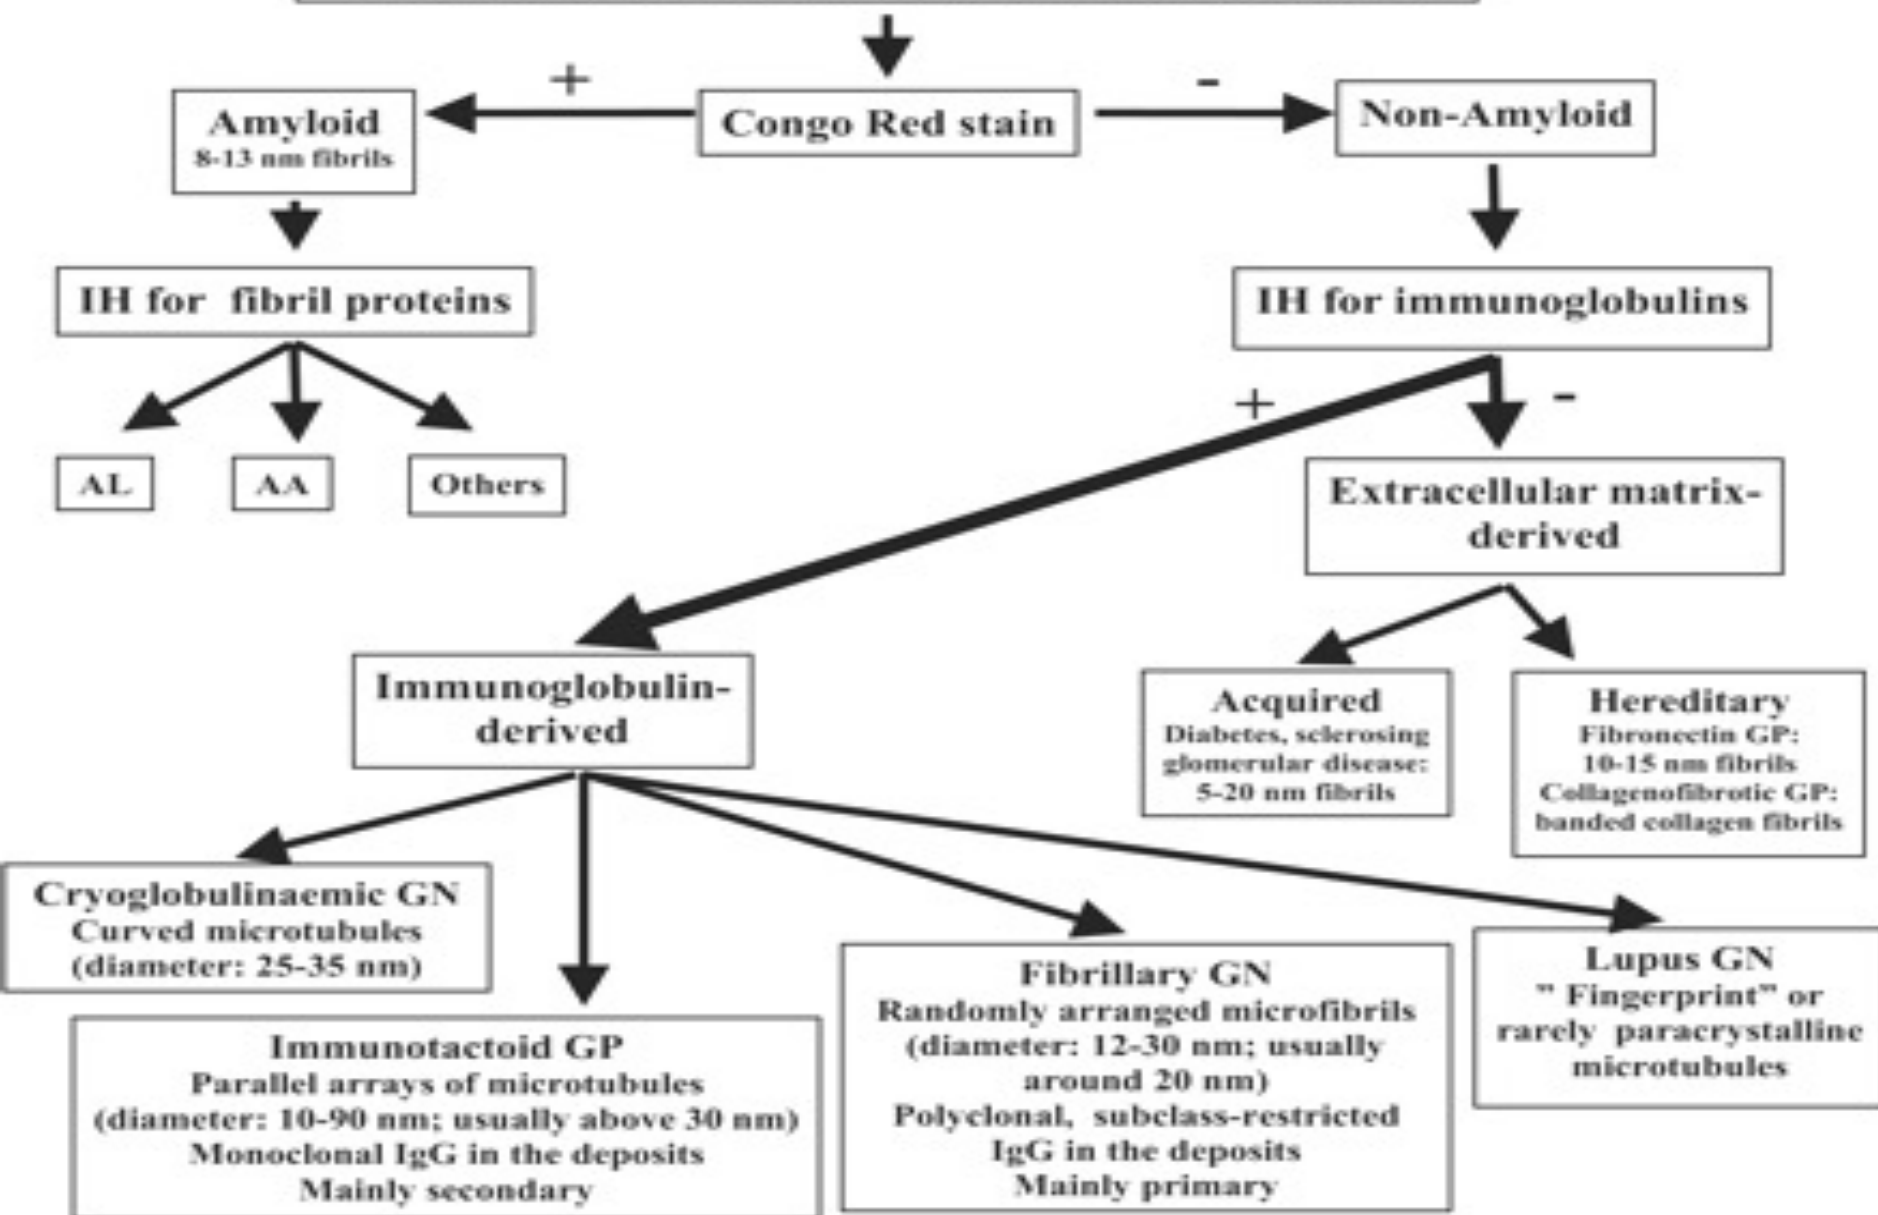 +
-
Amyloid
8-13 nm fibrils
Congo Red stain
Non-Amyloid
IH for fibril proteins
IH for immunoglobulins
+
-
AL
AA
Others
Extracellular matrix-
derived
Immunoglobulin-
derived
Acquired
Diabetes, sclerosing
glomerular disease:
5-20 nm fibrils
Hereditary
Fibronectin GP:
10-15 nm fibrils
Collagenofibrotic GP:
banded collagen fibrils
Cryoglobulinaemic GN
Curved microtubules
(diameter: 25-35 nm)
Immunotactoid GP
Parallel arrays of microtubules
(diameter: 10-90 nm; usually above 30 nm)
Monoclonal IgG in the deposits
Mainly secondary
Fibrillary GN
Randomly arranged microfibrils
(diameter: 12-30 nm; usually
around 20 nm)
Polyclonal, subclass-restricted
IgG in the deposits
Mainly primary
Lupus GN
” Fingerprint” or
rarely paracrystalline
microtubules